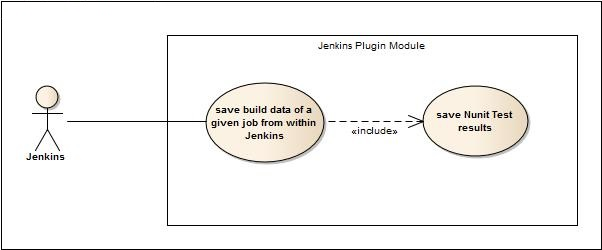 Jenkins Plugin Module
save build data of a
given job from within
Jenkins
«include»
save Nunit Test
results
Jenkins